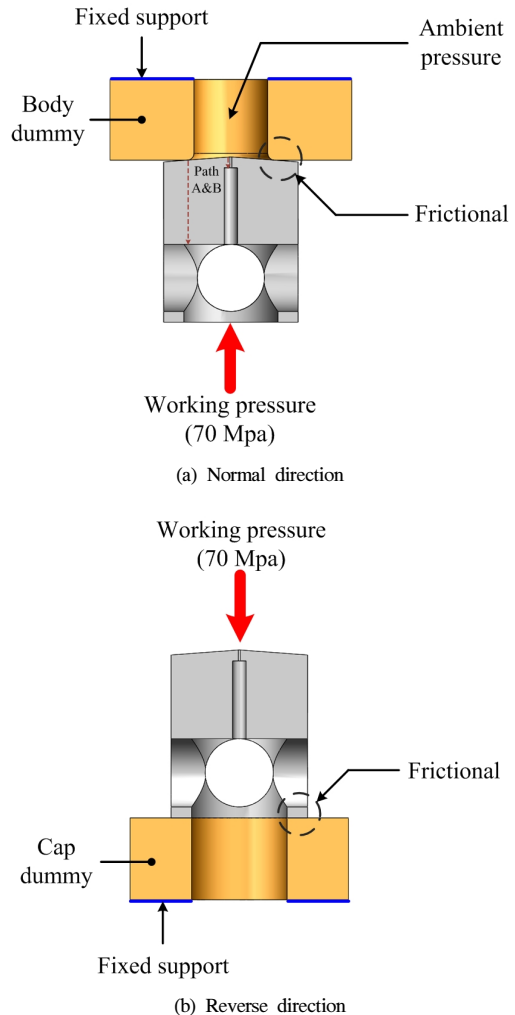 Fixed support
Ambient
pressure
Body
dummy
Path
A&B
Frictional
Working pressure
(70 Mpa)
(a) Normal direction
Working pressure
(70 Mpa)
Frictional
Cap
dummy
Fixed support
(b) Reverse direction